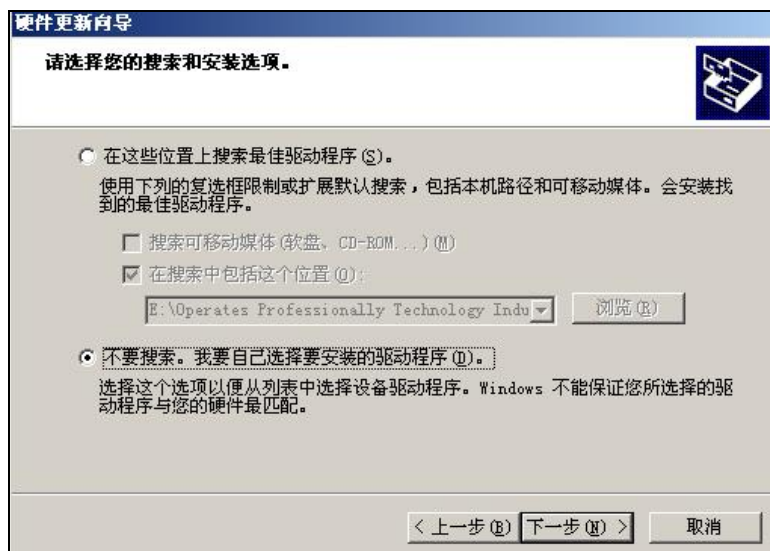 硬件更新向导
请选择您的搜索和安装选项。
在这些位置上搜索最佳驱动程序(S)。
使用下列的复选框限制或扩展默认搜索，包括本机路径和可移动媒体。会安装找
到的最佳驱动程序。
搜索可移动媒体(软盘、CD-ROM...)(M)
在搜索中包括这个位置(O):
E:\Operates Professionally Technology Indu
浏览(R)
不要搜索。我要自己选择要安装的驱动程序(D)。
选择这个选项以便从列表中选择设备驱动程序。Windows 不能保证您所选择的驱
动程序与您的硬件最匹配。
< 上一步(B) 下一步(N) > 取消